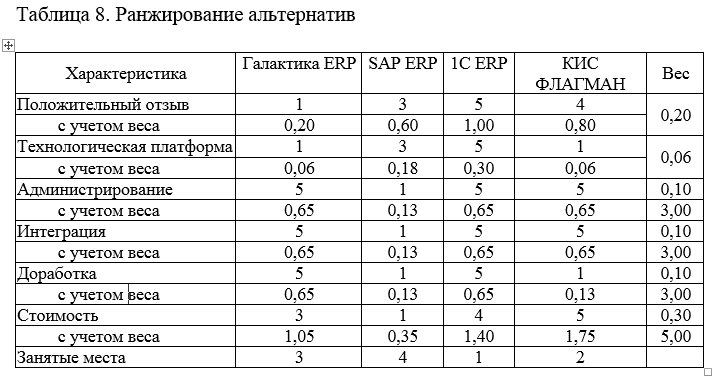 Таблица 8. Ранжирование альтернатив
Характеристика Галактика ERP SAP ERP 1C ERP КИС ФЛАГМАН Вес
Положительный отзыв 1 3 5 4 0,20
с учетом веса 0,20 0,60 1,00 0,80
Технологическая платформа 1 3 5 1 0,06
с учетом веса 0,06 0,18 0,30 0,06
Администрирование 5 1 5 5 0,10
с учетом веса 0,65 0,13 0,65 0,65 3,00
Интеграция 5 1 5 5 0,10
с учетом веса 0,65 0,13 0,65 0,65 3,00
Доработка 5 1 5 1 0,10
с учетом веса 0,65 0,13 0,65 0,13 3,00
Стоимость 3 1 4 5 0,30
с учетом веса 1,05 0,35 1,40 1,75 5,00
Занятые места 3 4 1 2